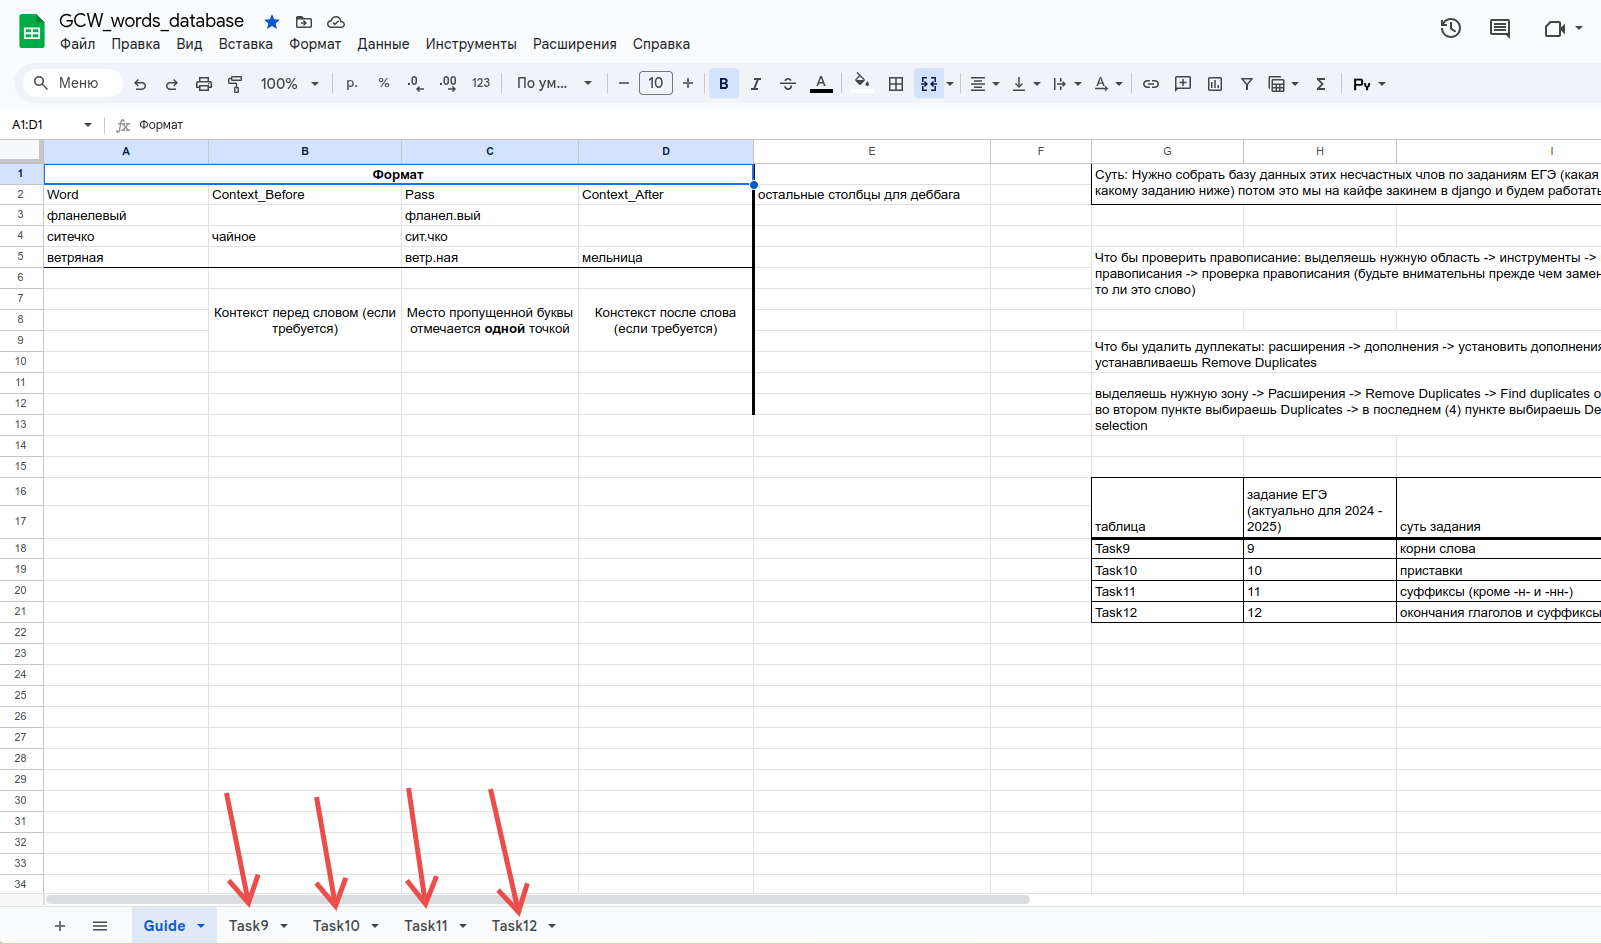 GCW_words_database
Файл Правка Вид Вставка Формат Данные Инструменты Расширения Справка
Меню 100% р. % .0 .00 123 По ум... 10 B I A Σ Py
A1:D1 fx Формат
A B C D E F G H I
1 Формат
Суть: Нужно собрать базу данных этих несчастных члов по заданиям ЕГЭ (какая
какому заданию ниже) потом это мы на кайфе закинем в django и будем работать
2 Word Context_Before Pass Context_After остальные столбцы для деббага
3 фланелевый фланел.вый
4 ситечко чайное сит.чко
5 ветряная ветр.ная мельница
Что бы проверить правописание: выделяешь нужную область -> инструменты ->
правописания -> проверка правописания (будьте внимательны прежде чем замен
то ли это слово)
6
7
8
9
Контекст перед словом (если
требуется)
Место пропущенной буквы
отмечается одной точкой
Констекст после слова
(если требуется)
Что бы удалить дуплекаты: расширения -> дополнения -> установить дополнения
устанавливаешь Remove Duplicates
10
11
12
13
выделяешь нужную зону -> Расширения -> Remove Duplicates -> Find duplicates o
во втором пункте выбираешь Duplicates -> в последнем (4) пункте выбираешь De
selection
14
15
16
17
таблица
задание ЕГЭ
(актуально для 2024 -
2025)
суть задания
18 Task9 9 корни слова
19 Task10 10 приставки
20 Task11 11 суффиксы (кроме -н- и -нн-)
21 Task12 12 окончания глаголов и суффиксы
22
23
24
25
26
27
28
29
30
31
32
33
34
Guide Task9 Task10 Task11 Task12